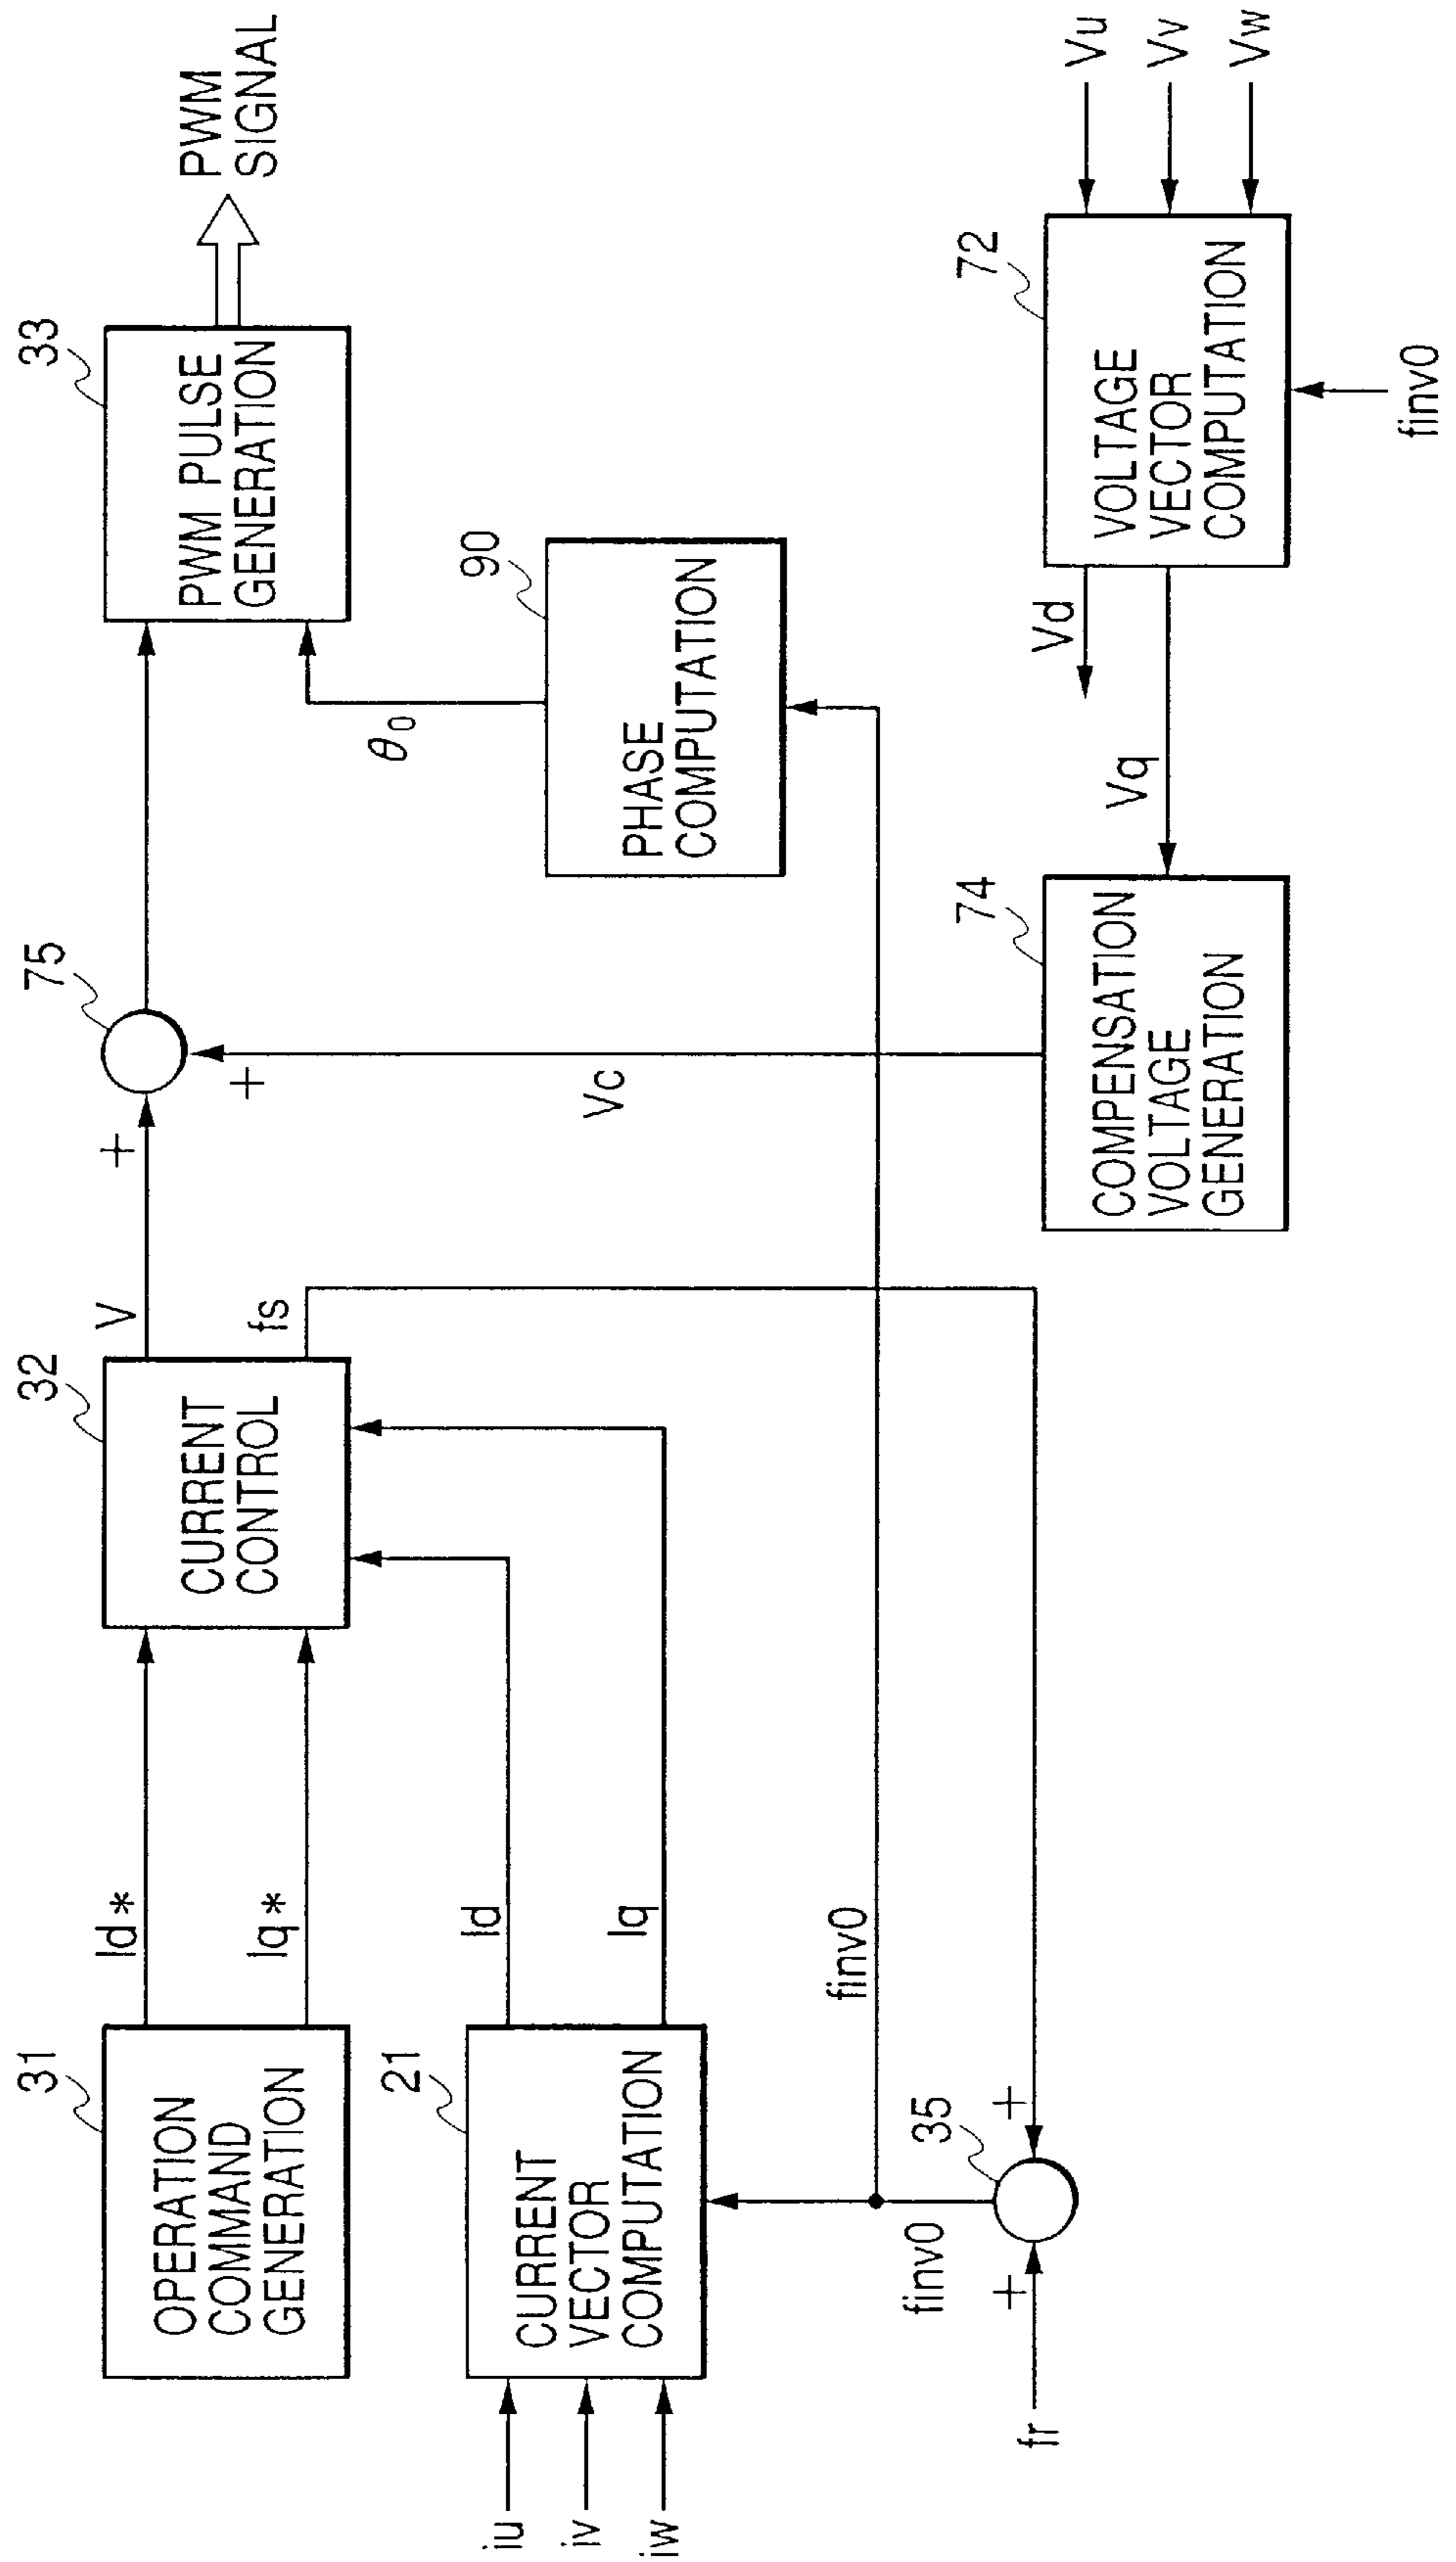 31
OPERATION
COMMAND
GENERATION
Id*
Iq*
32
CURRENT
CONTROL
V
fs
+
75
+
33
PWM PULSE
GENERATION
PWM
SIGNAL
21
CURRENT
VECTOR
COMPUTATION
iu
iv
iw
Id
Iq
Vc
θ0
90
PHASE
COMPUTATION
finv0
finv0
35
+
+
fr
74
COMPENSATION
VOLTAGE
GENERATION
Vq
Vd
72
VOLTAGE
VECTOR
COMPUTATION
Vu
Vv
Vw
finv0